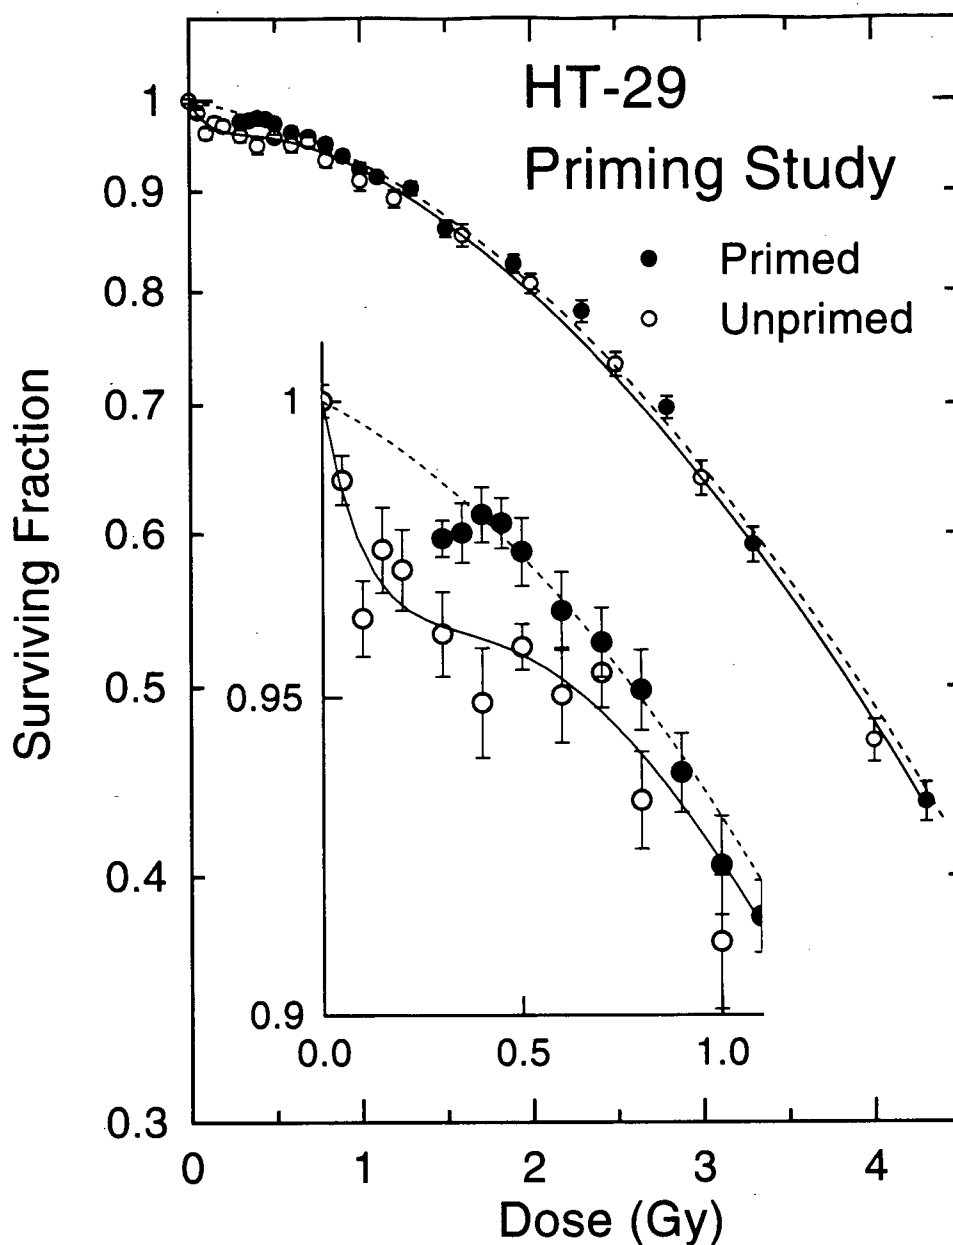 HT-29
Priming Study
Primed
Unprimed
Surviving Fraction
1
0.9
0.8
0.7
0.6
0.5
0.4
0.3
1
0.95
0.9
0.0 0.5 1.0
0 1 2 3 4
Dose (Gy)